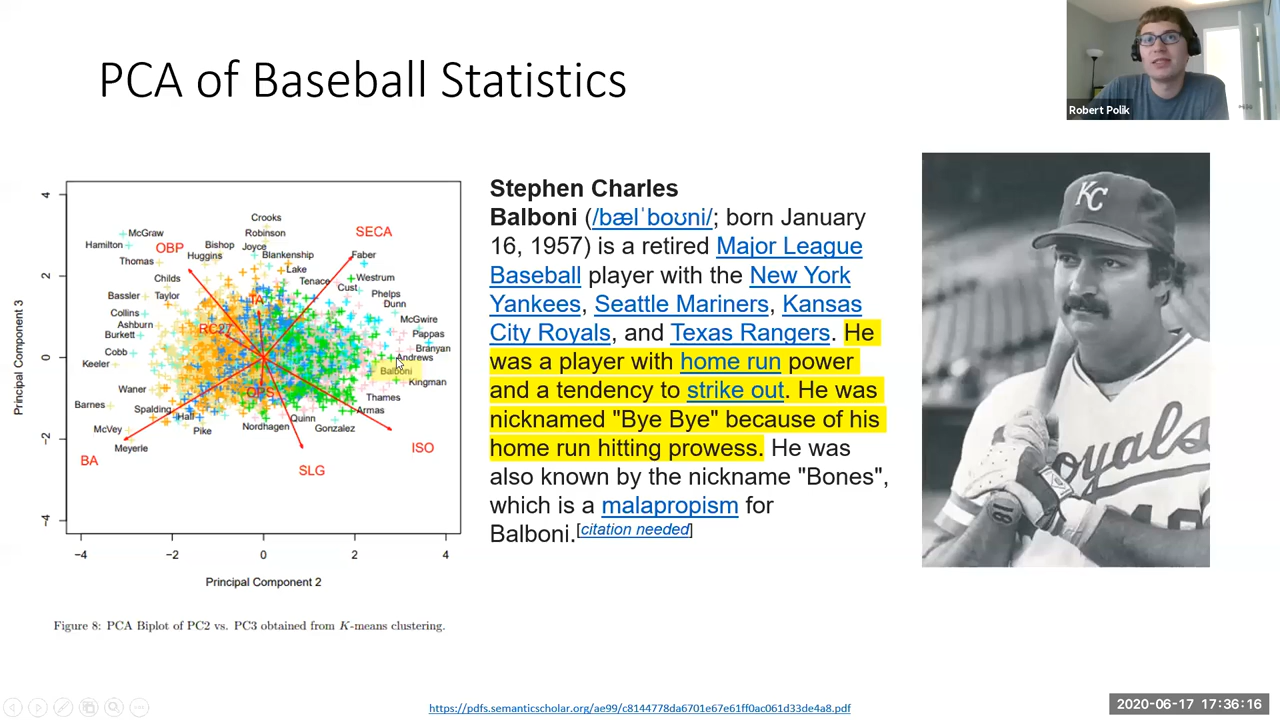 PCA of Baseball Statistics
Robert Polik
Stephen Charles
Balboni (/bælˈboʊni/; born January
16, 1957) is a retired Major League
Baseball player with the New York
Yankees, Seattle Mariners, Kansas
City Royals, and Texas Rangers. He
was a player with home run power
and a tendency to strike out. He was
nicknamed "Bye Bye" because of his
home run hitting prowess. He was
also known by the nickname "Bones",
which is a malapropism for
Balboni.[citation needed]
Principal Component 3
4
2
0
−2
−4
Crooks
McGraw
Robinson
SECA
Hamilton
OBP
Bishop
Joyce
Huggins
Blankenship
Faber
Thomas
Lake
Childs
Tenace
Westrum
Cust
Bassler
Taylor
TA
Phelps
Dunn
Collins
Ashburn
RC27
McGwire
Burkett
Pappas
Cobb
Branyan
Keeler
Andrews
Balboni
Waner
OPS
Kingman
Thames
Barnes
Spalding
Hall
Armas
McVey
Pike
Nordhagen
Quinn
Gonzalez
Meyerle
BA
SLG
ISO
−4
−2
0
2
4
Principal Component 2
Figure 8: PCA Biplot of PC2 vs. PC3 obtained from K-means clustering.
KC
oyals
https://pdfs.semanticscholar.org/ae99/c8144778da6701e67e61ff0ac061d33de4a8.pdf
2020-06-17 17:36:16